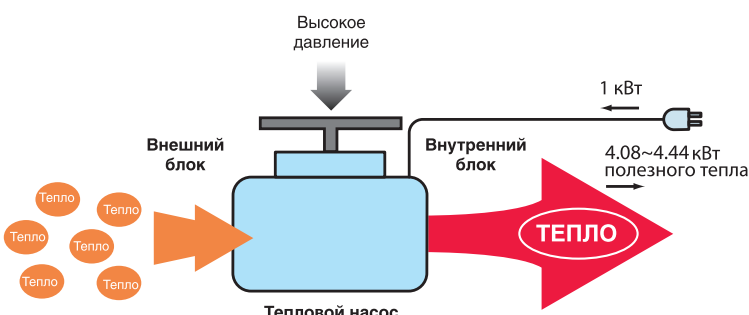 Высокое
давление
1 кВт
Внешний
блок
Внутренний
блок
4.08~4.44 кВт
полезного тепла
Тепло
Тепло
Тепло
Тепло
Тепло
Тепло
ТЕПЛО
Тепловой насос